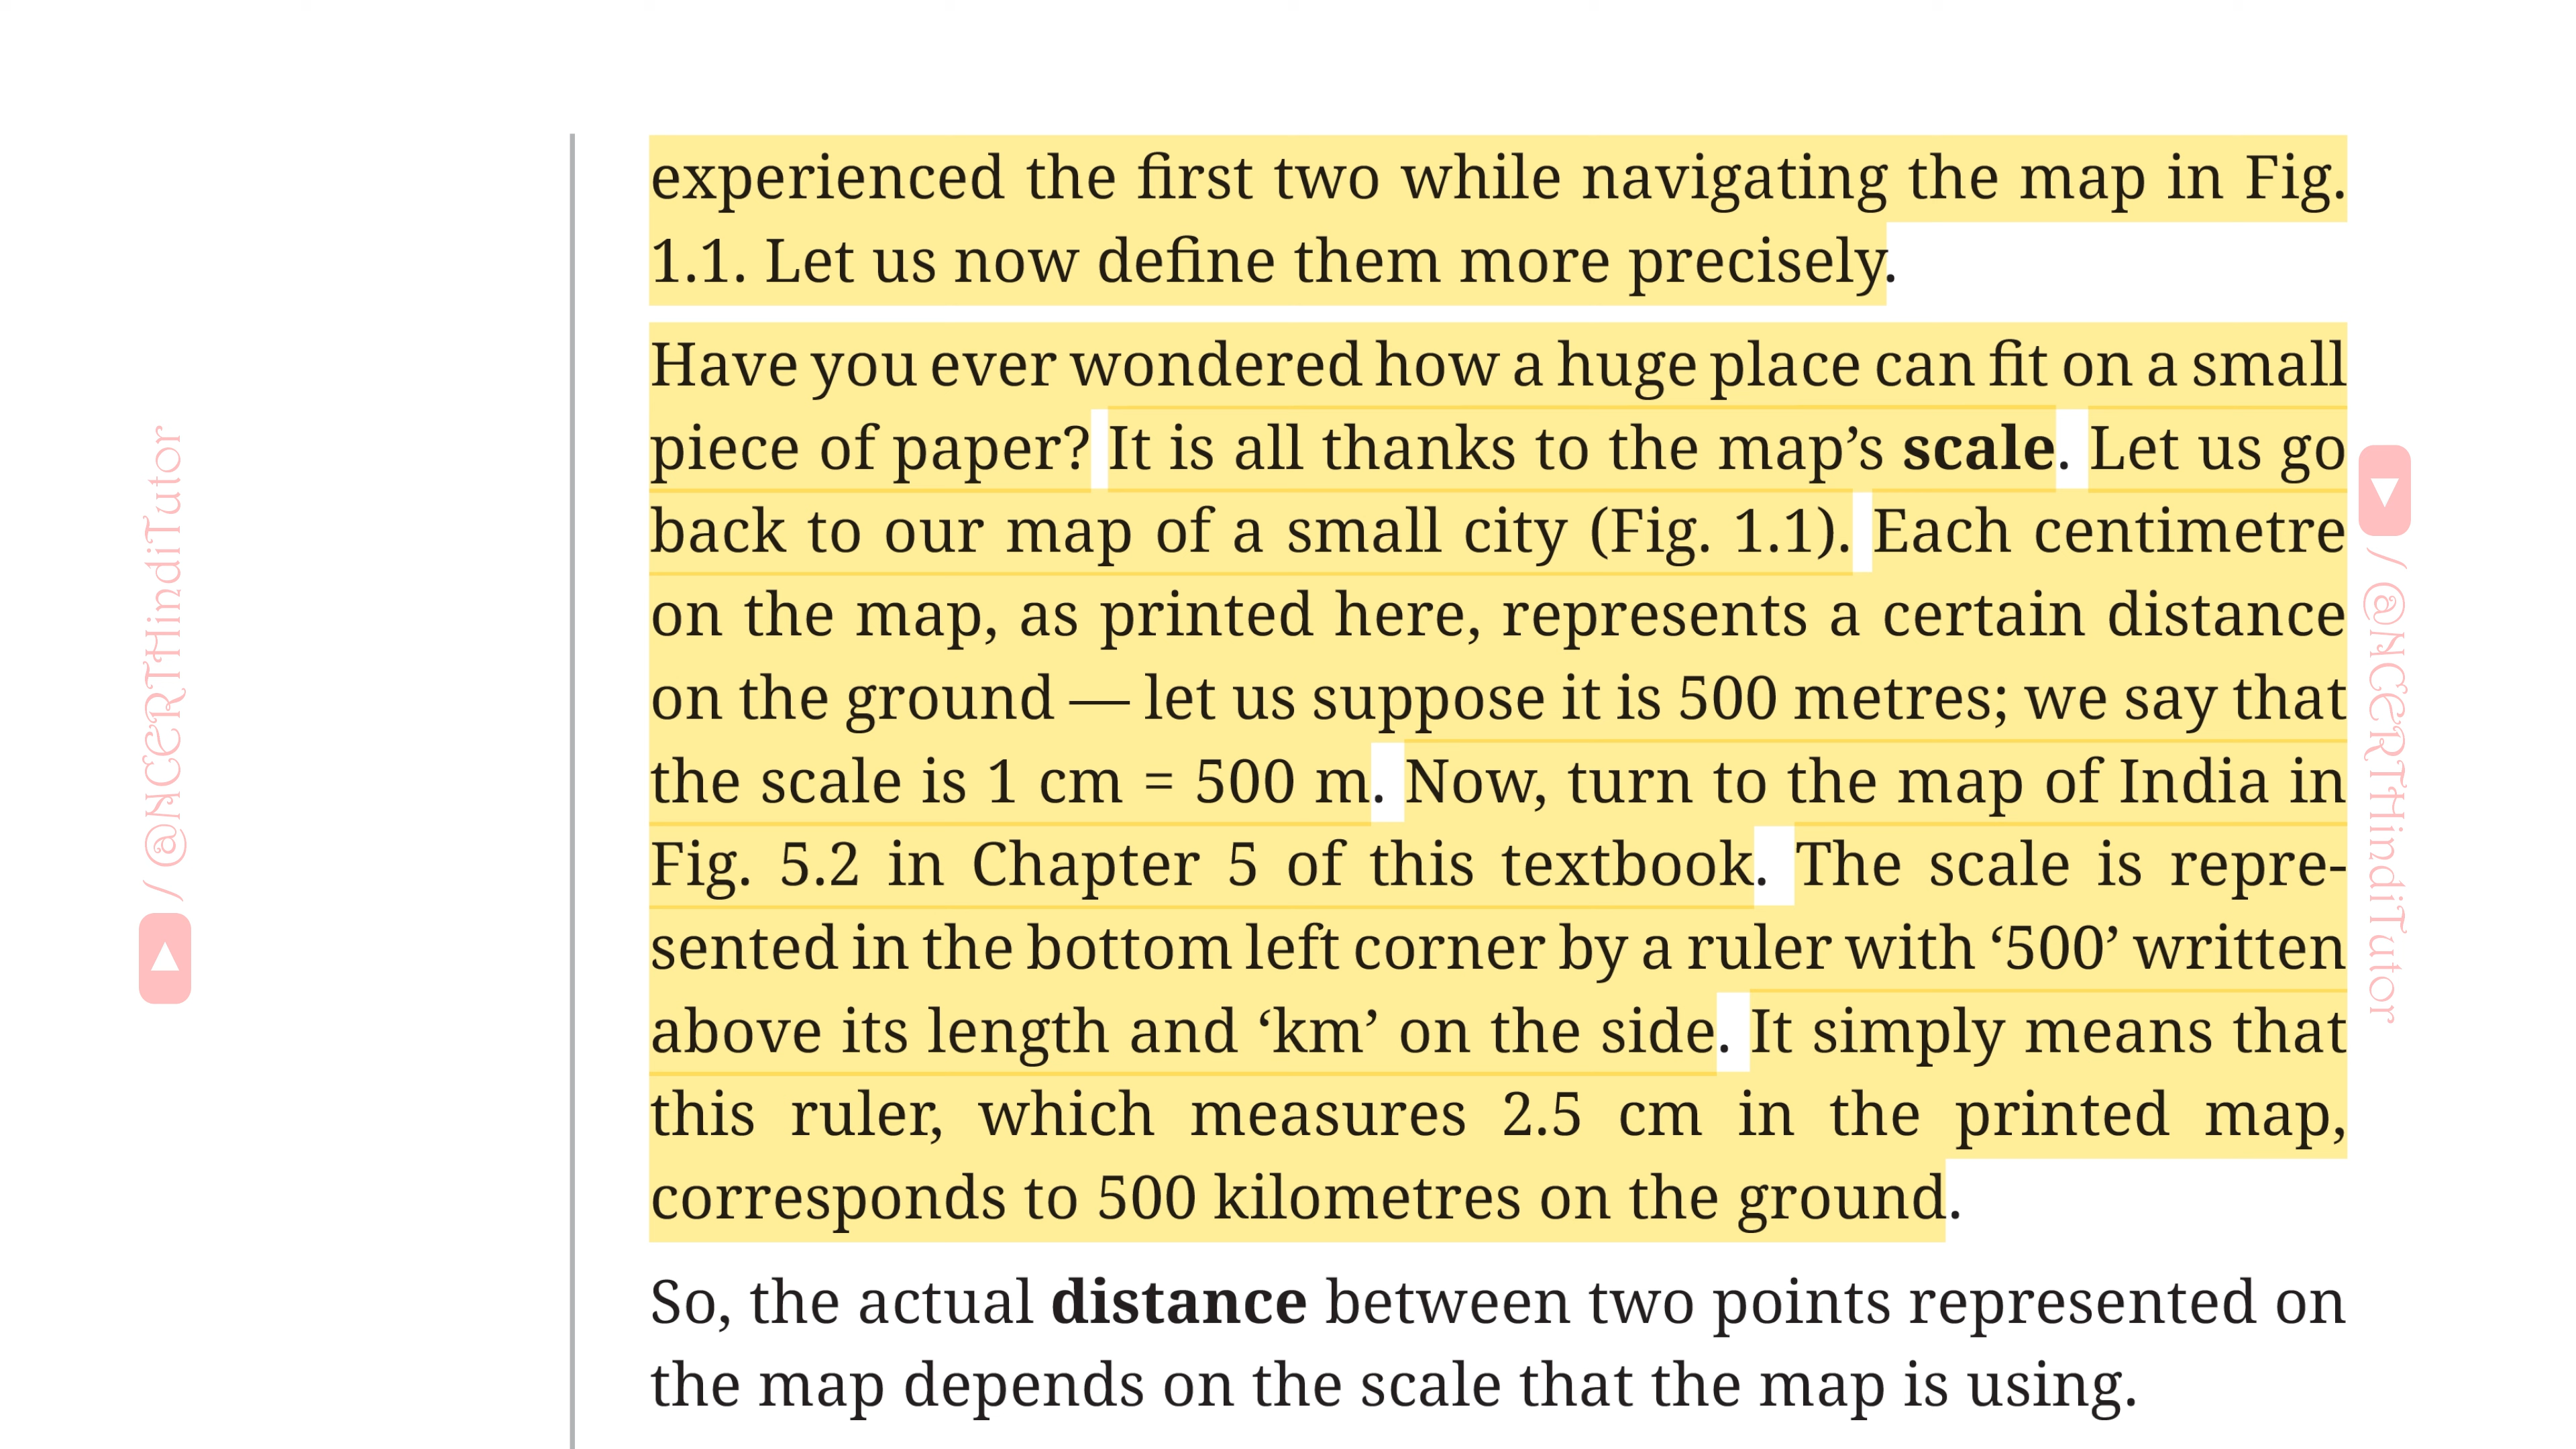 experienced the first two while navigating the map in Fig.
1.1. Let us now define them more precisely.
Have you ever wondered how a huge place can fit on a small
piece of paper? It is all thanks to the map’s scale. Let us go
back to our map of a small city (Fig. 1.1). Each centimetre
on the map, as printed here, represents a certain distance
on the ground — let us suppose it is 500 metres; we say that
the scale is 1 cm = 500 m. Now, turn to the map of India in
Fig. 5.2 in Chapter 5 of this textbook. The scale is repre-
sented in the bottom left corner by a ruler with ‘500’ written
above its length and ‘km’ on the side. It simply means that
this ruler, which measures 2.5 cm in the printed map,
corresponds to 500 kilometres on the ground.
So, the actual distance between two points represented on
the map depends on the scale that the map is using.
/ @NCERTHindiTutor
/ @NCERTHindiTutor